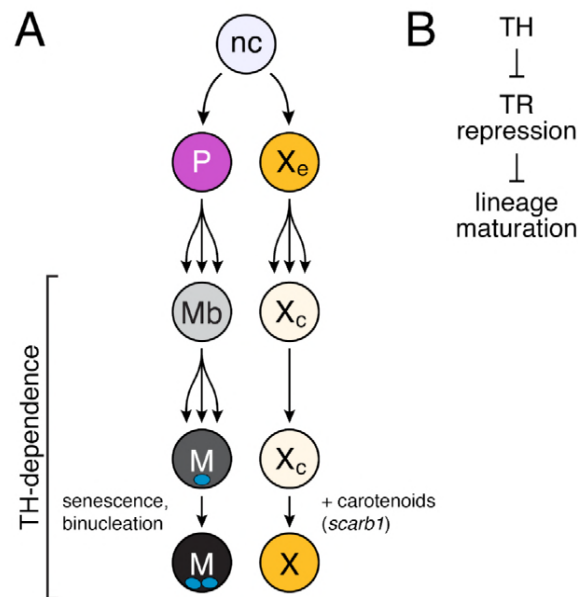 A
B
nc
TH
TR
repression
lineage
maturation
P
Xe
Mb
Xc
TH-dependence
M
Xc
senescence,
binucleation
+ carotenoids
(scarb1)
M
X